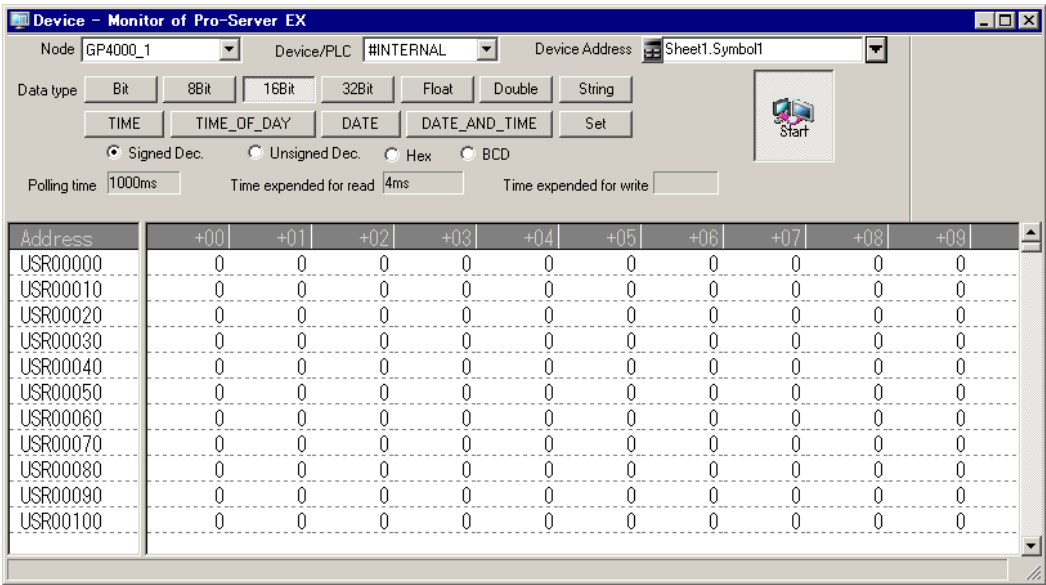 Device - Monitor of Pro-Server EX
Node GP4000_1 Device/PLC #INTERNAL Device Address Sheet1.Symbol1
Data type Bit 8Bit 16Bit 32Bit Float Double String
TIME TIME_OF_DAY DATE DATE_AND_TIME Set
Start
Signed Dec. Unsigned Dec. Hex BCD
Polling time 1000ms Time expended for read 4ms Time expended for write
Address +00 +01 +02 +03 +04 +05 +06 +07 +08 +09
USR00000 0 0 0 0 0 0 0 0 0 0
USR00010 0 0 0 0 0 0 0 0 0 0
USR00020 0 0 0 0 0 0 0 0 0 0
USR00030 0 0 0 0 0 0 0 0 0 0
USR00040 0 0 0 0 0 0 0 0 0 0
USR00050 0 0 0 0 0 0 0 0 0 0
USR00060 0 0 0 0 0 0 0 0 0 0
USR00070 0 0 0 0 0 0 0 0 0 0
USR00080 0 0 0 0 0 0 0 0 0 0
USR00090 0 0 0 0 0 0 0 0 0 0
USR00100 0 0 0 0 0 0 0 0 0 0